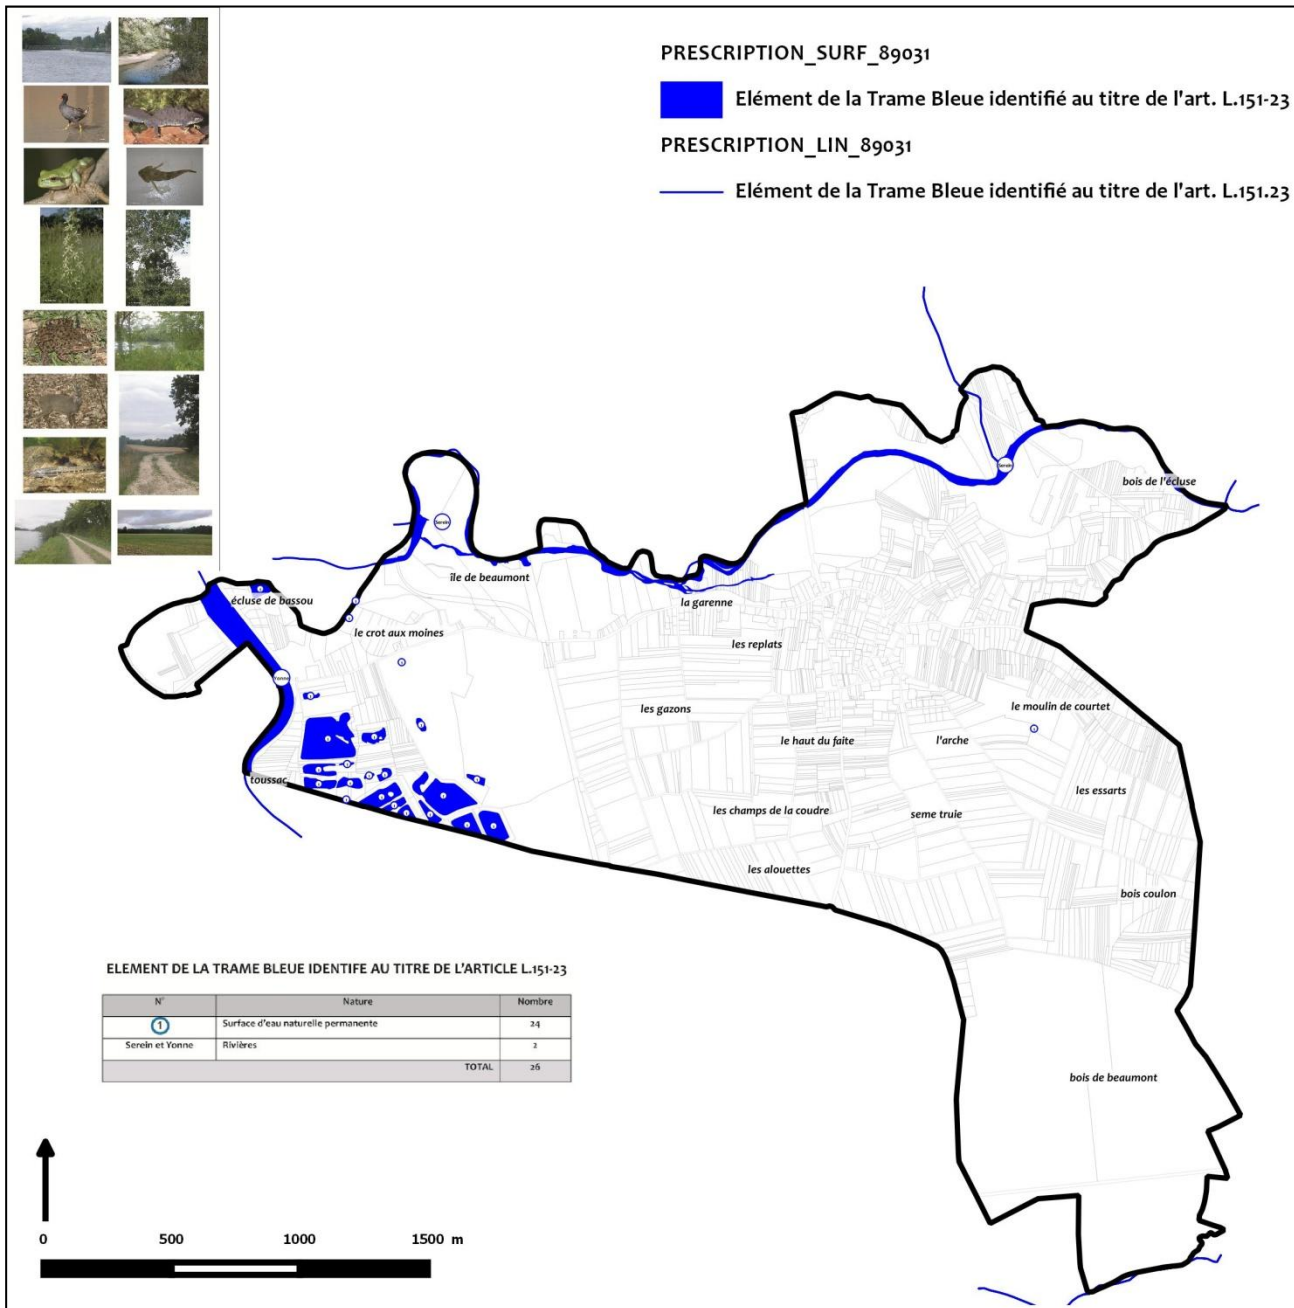 PRESCRIPTION_SURF_89031
Elément de la Trame Bleue identifié au titre de l'art. L.151-23
PRESCRIPTION_LIN_89031
Elément de la Trame Bleue identifié au titre de l'art. L.151.23
Serein
bois de l'écluse
Serein
île de beaumont
écluse de bassou
la garenne
le crot aux moines
les replats
Yonne
les gazons
le moulin de courtet
le haut du faite
l'arche
toussac
les essarts
les champs de la coudre
seme truie
les alouettes
bois coulon
ELEMENT DE LA TRAME BLEUE IDENTIFE AU TITRE DE L'ARTICLE L.151-23
N° Nature Nombre
1 Surface d'eau naturelle permanente 24
Serein et Yonne Rivières 2
TOTAL 26
bois de beaumont
0 500 1000 1500 m